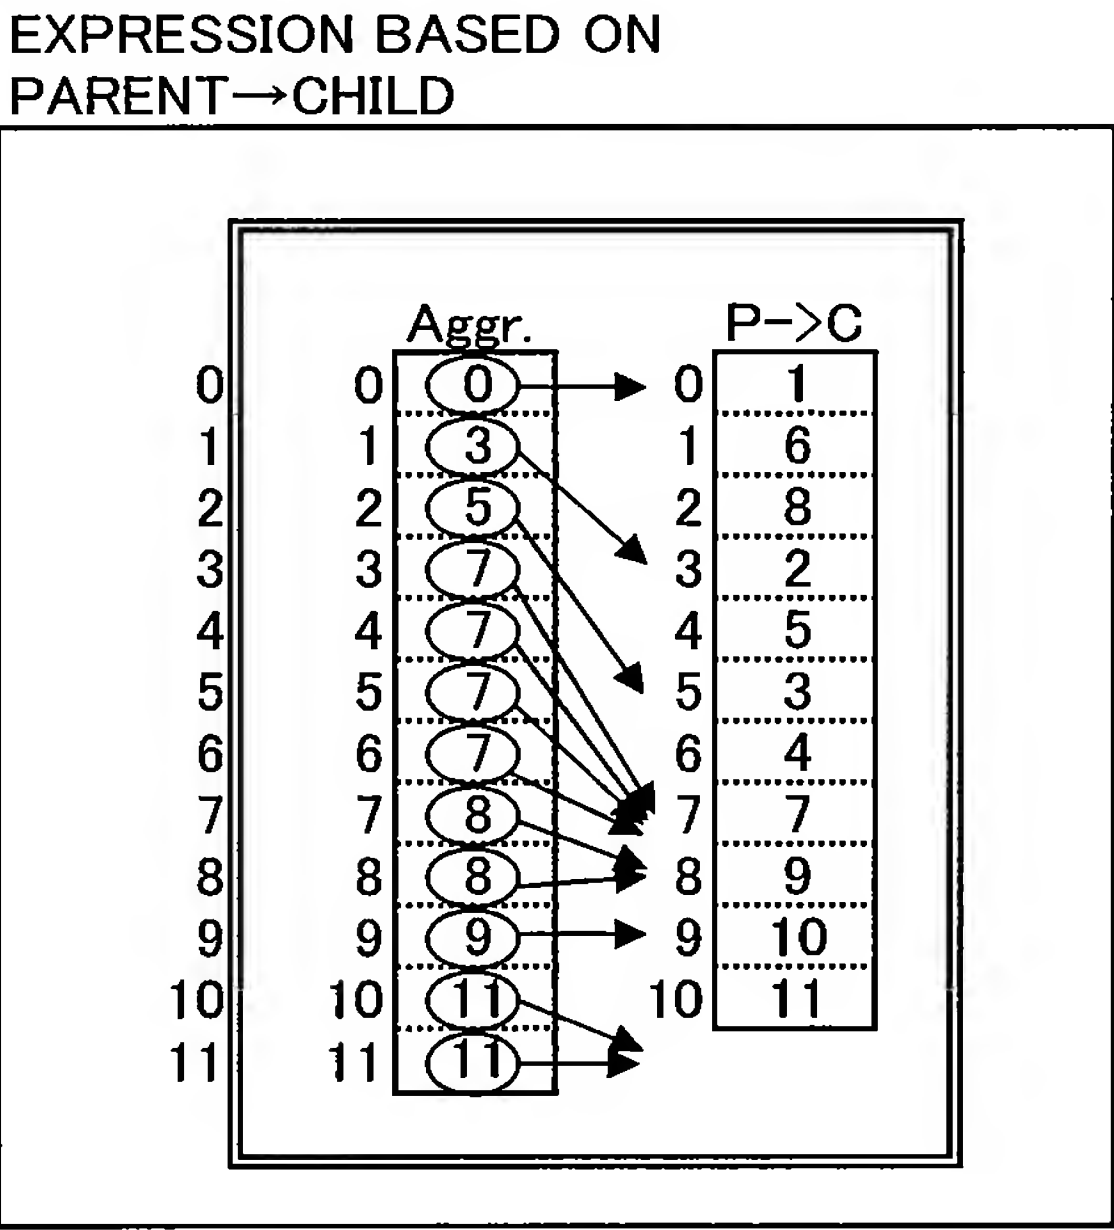 EXPRESSION BASED ON
PARENT→CHILD
Aggr. P->C
0 0 0 0 1
1 1 3 1 6
2 2 5 2 8
3 3 7 3 2
4 4 7 4 5
5 5 7 5 3
6 6 7 6 4
7 7 8 7 7
8 8 8 8 9
9 9 9 9 10
10 10 11 10 11
11 11 11